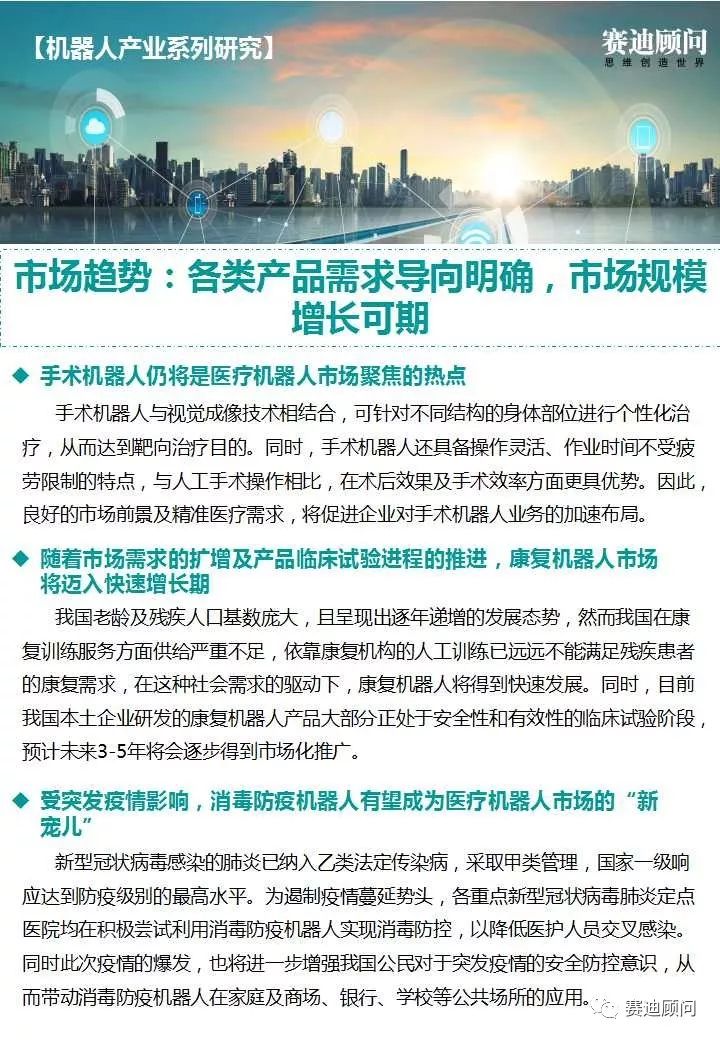 【机器人产业系列研究】
赛迪顾问
思维创造世界
市场趋势：各类产品需求导向明确，市场规模
增长可期
◆ 手术机器人仍将是医疗机器人市场聚焦的热点
手术机器人与视觉成像技术相结合，可针对不同结构的身体部位进行个性化治
疗，从而达到靶向治疗目的。同时，手术机器人还具备操作灵活、作业时间不受疲
劳限制的特点，与人工手术操作相比，在术后效果及手术效率方面更具优势。因此，
良好的市场前景及精准医疗需求，将促进企业对手术机器人业务的加速布局。
◆ 随着市场需求的扩增及产品临床试验进程的推进，康复机器人市场
将迈入快速增长期
我国老龄及残疾人口基数庞大，且呈现出逐年递增的发展态势，然而我国在康
复训练服务方面供给严重不足，依靠康复机构的人工训练已远远不能满足残疾患者
的康复需求，在这种社会需求的驱动下，康复机器人将得到快速发展。同时，目前
我国本土企业研发的康复机器人产品大部分正处于安全性和有效性的临床试验阶段，
预计未来3-5年将会逐步得到市场化推广。
◆ 受突发疫情影响，消毒防疫机器人有望成为医疗机器人市场的“新
宠儿”
新型冠状病毒感染的肺炎已纳入乙类法定传染病，采取甲类管理，国家一级响
应达到防疫级别的最高水平。为遏制疫情蔓延势头，各重点新型冠状病毒肺炎定点
医院均在积极尝试利用消毒防疫机器人实现消毒防控，以降低医护人员交叉感染。
同时此次疫情的爆发，也将进一步增强我国公民对于突发疫情的安全防控意识，从
而带动消毒防疫机器人在家庭及商场、银行、学校等公共场所的应用。
赛迪顾问